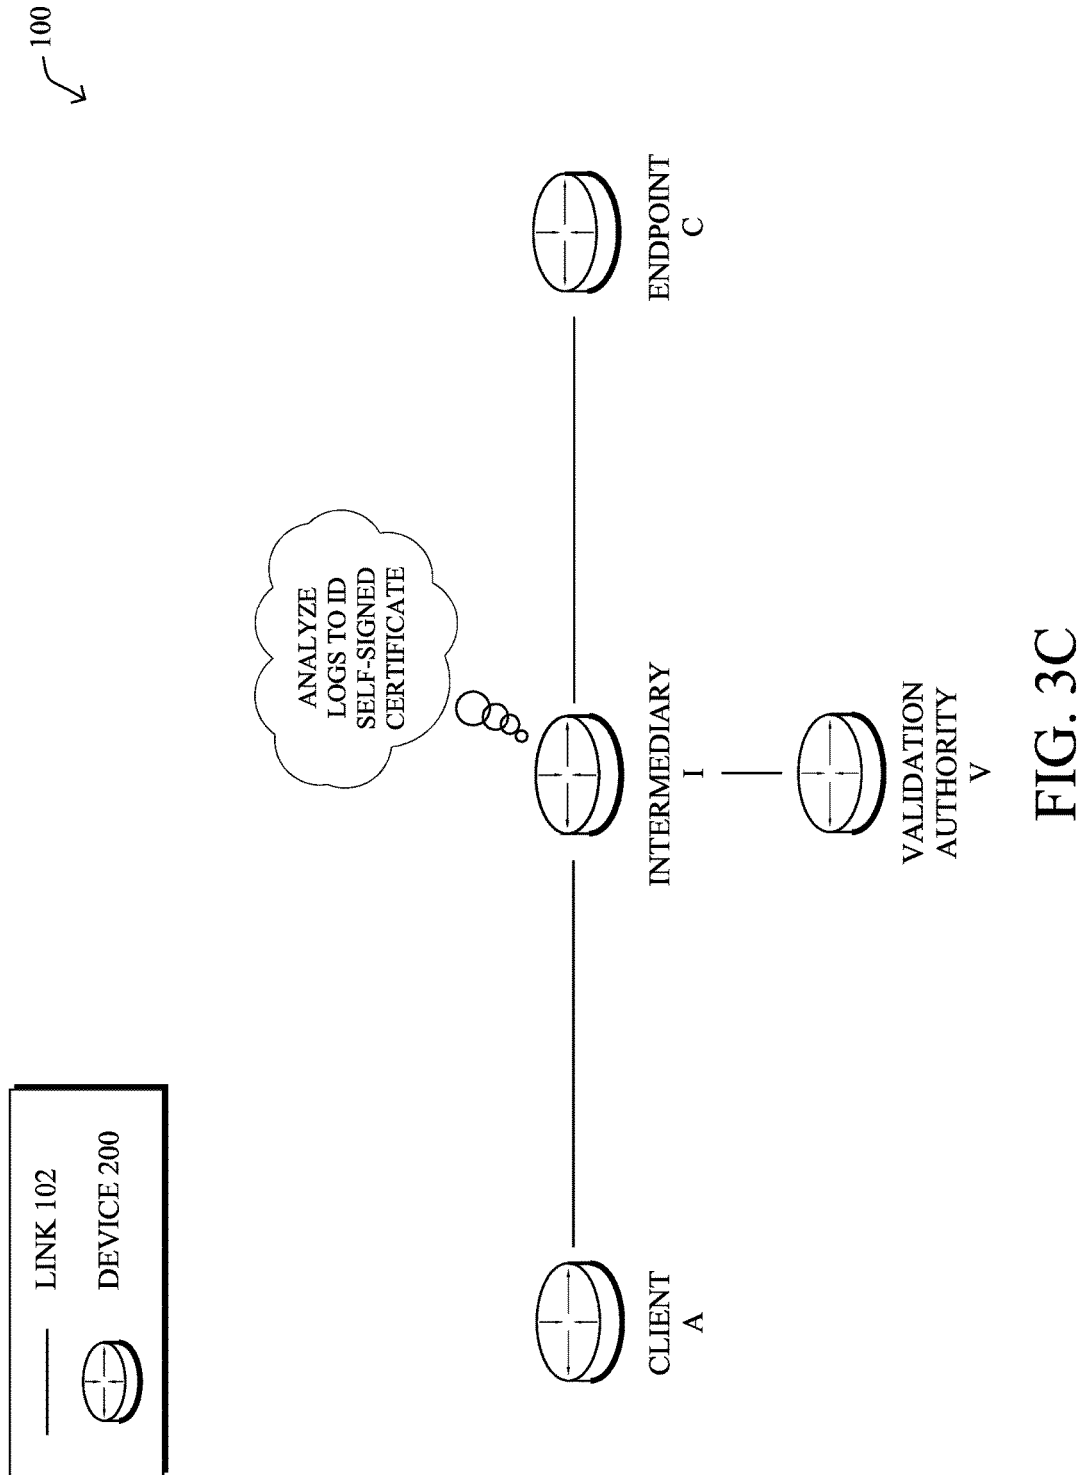 100
LINK 102
DEVICE 200
ANALYZE
LOGS TO ID
SELF-SIGNED
CERTIFICATE
CLIENT
A
INTERMEDIARY
I
ENDPOINT
C
VALIDATION
AUTHORITY
V
FIG. 3C